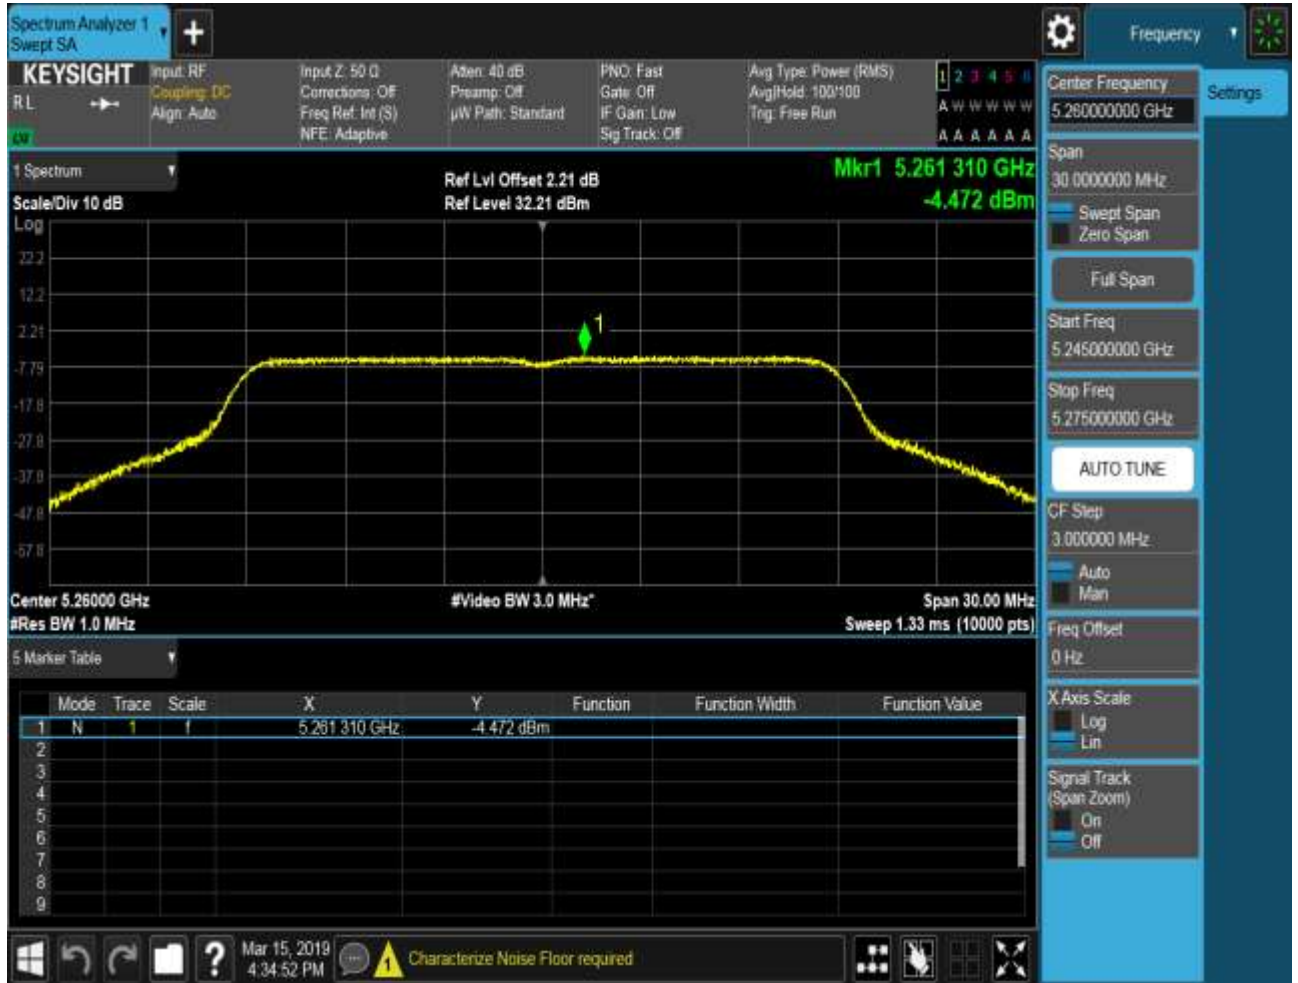 Spectrum Analyzer 1
Swept SA
Frequency
KEYSIGHT
RL
Input: RF
Coupling: DC
Align: Auto
Input Z: 50 Ω
Corrections: Off
Freq Ref: Int (S)
NFE: Adaptive
Atten: 40 dB
Preamp: Off
µW Path: Standard
PNO: Fast
Gate: Off
IF Gain: Low
Sig Track: Off
Avg Type: Power (RMS)
Avg|Hold: 100/100
Trig: Free Run
1 2 3 4 5 6
A W W W W W
A A A A A A
1 Spectrum
Scale/Div 10 dB
Ref Lvl Offset 2.21 dB
Ref Level 32.21 dBm
Mkr1 5.261 310 GHz
-4.472 dBm
Log
22.2
12.2
2.21
-7.79
-17.8
-27.8
-37.8
-47.8
-57.8
1
Center 5.26000 GHz
#Video BW 3.0 MHz*
Span 30.00 MHz
#Res BW 1.0 MHz
Sweep 1.33 ms (10000 pts)
5 Marker Table
Mode Trace Scale X Y Function Function Width Function Value
1 N 1 f 5.261 310 GHz -4.472 dBm
2
3
4
5
6
7
8
9
Mar 15, 2019
4:34:52 PM
1
Characterize Noise Floor required
Settings
Center Frequency
5.260000000 GHz
Span
30.0000000 MHz
Swept Span
Zero Span
Full Span
Start Freq
5.245000000 GHz
Stop Freq
5.275000000 GHz
AUTO TUNE
CF Step
3.000000 MHz
Auto
Man
Freq Offset
0 Hz
X Axis Scale
Log
Lin
Signal Track
(Span Zoom)
On
Off